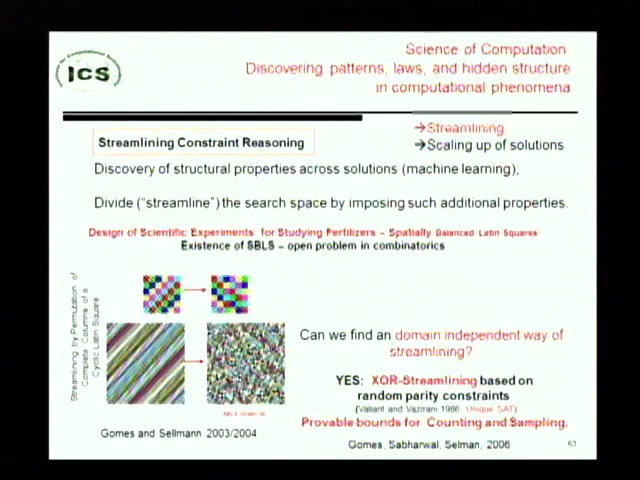 Science of Computation:
Discovering patterns, laws, and hidden structure
in computational phenomena
ICS
→Streamlining
→Scaling up of solutions
Streamlining Constraint Reasoning
Discovery of structural properties across solutions (machine learning);
Divide ("streamline") the search space by imposing such additional properties.
Design of Scientific Experiments for Studying Fertilizers – Spatially Balanced Latin Squares
Existence of SBLS – open problem in combinatorics
Streamlining by Permutation of
Complete Columns of a
Cyclic Latin Square
Can we find an domain independent way of
streamlining?
YES: XOR-Streamlining based on
random parity constraints
(Valiant and Vazirani 1986 Unique SAT)
Provable bounds for Counting and Sampling.
Gomes and Sellmann 2003/2004
Gomes, Sabharwal, Selman, 2006
63